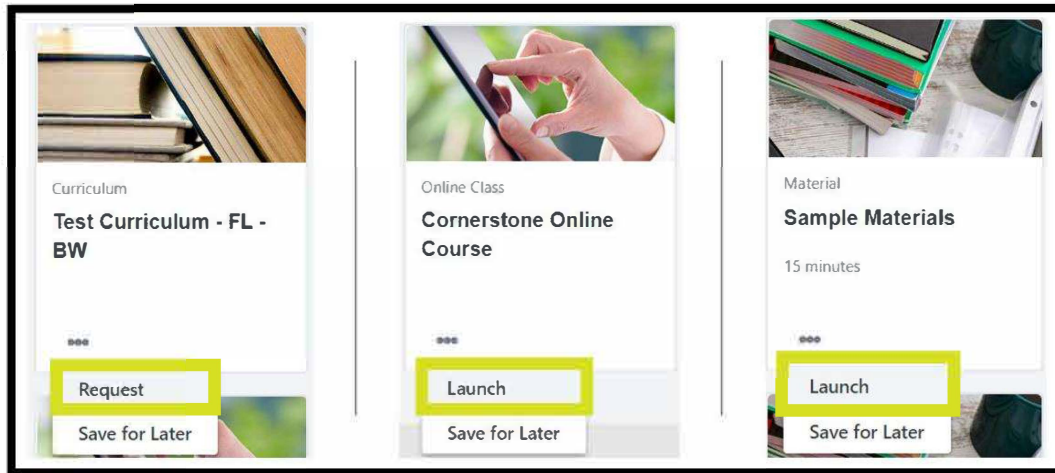 Curriculum
Test Curriculum - FL -
BW
Request
Save for Later
Online Class
Cornerstone Online
Course
Launch
Save for Later
Material
Sample Materials
15 minutes
Launch
Save for Later